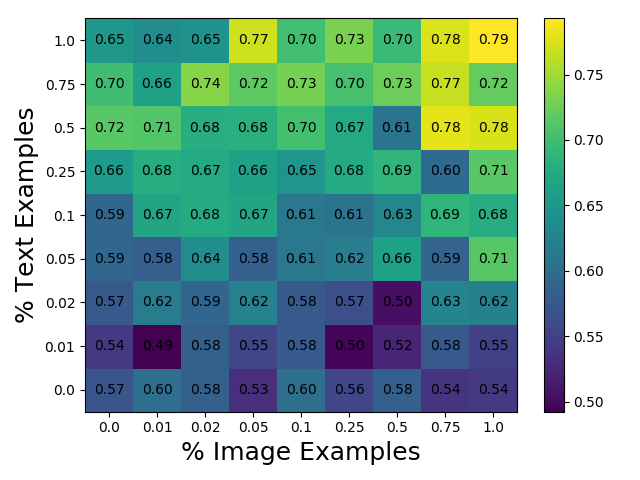 1.0 0.65 0.64 0.65 0.77 0.70 0.73 0.70 0.78 0.79
0.75 0.70 0.66 0.74 0.72 0.73 0.70 0.73 0.77 0.72
0.5 0.72 0.71 0.68 0.68 0.70 0.67 0.61 0.78 0.78
0.25 0.66 0.68 0.67 0.66 0.65 0.68 0.69 0.60 0.71
0.1 0.59 0.67 0.68 0.67 0.61 0.61 0.63 0.69 0.68
0.05 0.59 0.58 0.64 0.58 0.61 0.62 0.66 0.59 0.71
0.02 0.57 0.62 0.59 0.62 0.58 0.57 0.50 0.63 0.62
0.01 0.54 0.49 0.58 0.55 0.58 0.50 0.52 0.58 0.55
0.0 0.57 0.60 0.58 0.53 0.60 0.56 0.58 0.54 0.54
0.0 0.01 0.02 0.05 0.1 0.25 0.5 0.75 1.0
% Image Examples
% Text Examples
0.75
0.70
0.65
0.60
0.55
0.50